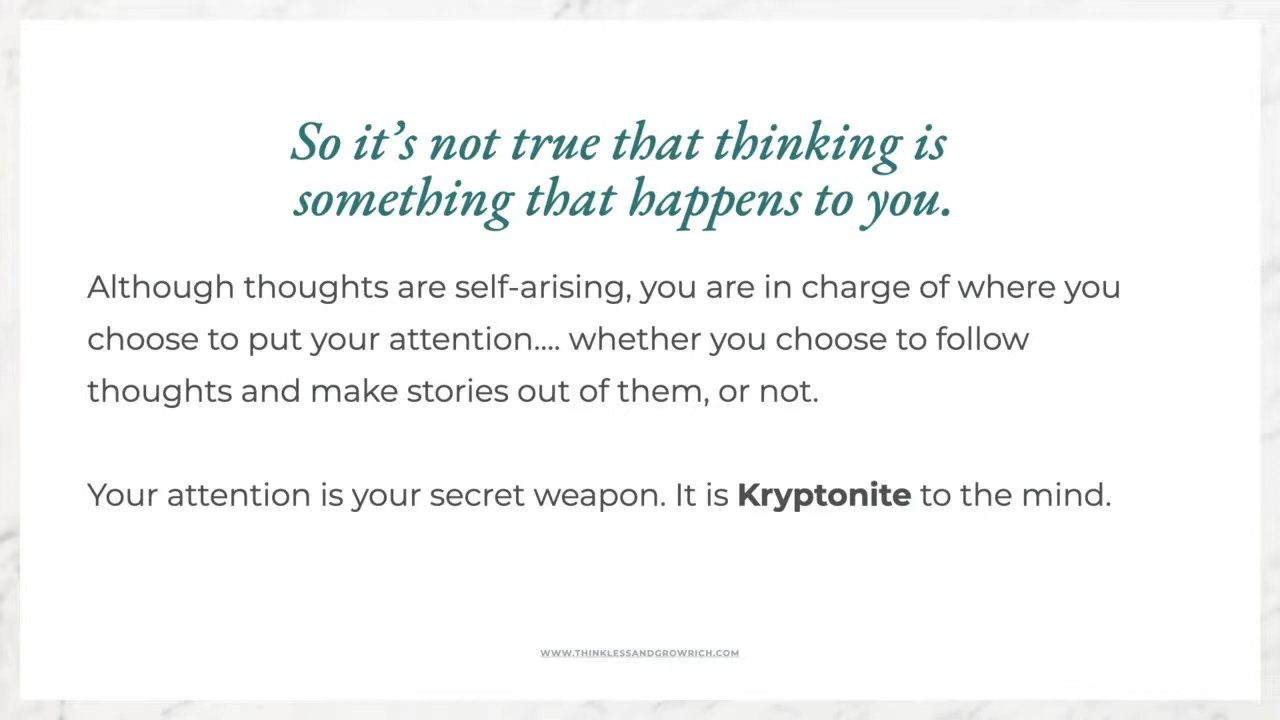 So it’s not true that thinking is
something that happens to you.
Although thoughts are self-arising, you are in charge of where you
choose to put your attention.... whether you choose to follow
thoughts and make stories out of them, or not.
Your attention is your secret weapon. It is Kryptonite to the mind.
WWW.THINKLESSANDGROWRICH.COM